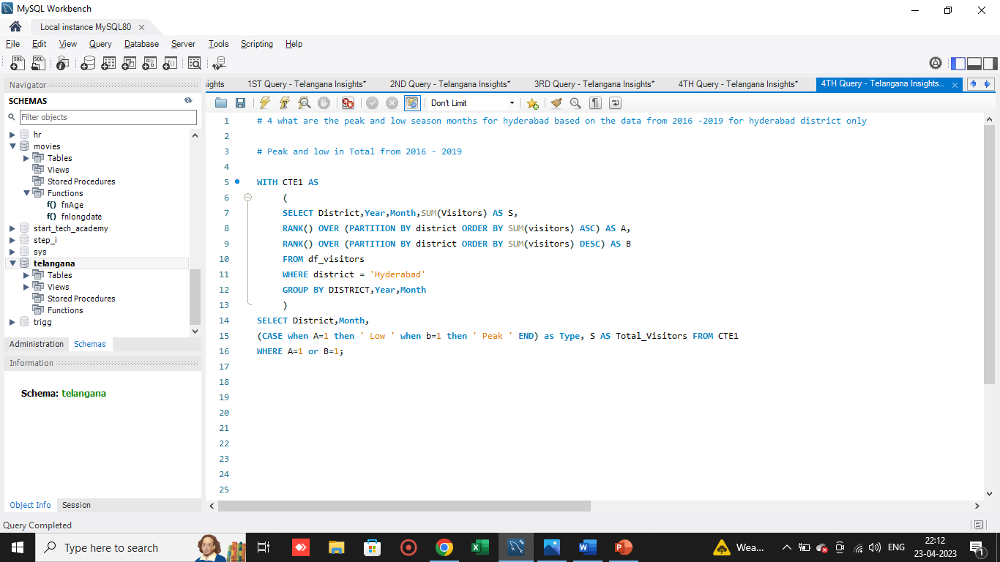 MySQL Workbench
Local instance MySQL80
File Edit View Query Database Server Tools Scripting Help
Navigator
SCHEMAS
Filter objects
hr
movies
Tables
Views
Stored Procedures
Functions
f() fnAge
f() fnlongdate
start_tech_academy
step_i
sys
telangana
Tables
Views
Stored Procedures
Functions
trigg
Administration Schemas
Information
Schema: telangana
Object Info Session
Query Completed
sights 1ST Query - Telangana Insights* 2ND Query - Telangana Insights* 3RD Query - Telangana Insights* 4TH Query - Telangana Insights* 4TH Query - Telangana Insights...
Don't Limit
1 # 4 what are the peak and low season months for hyderabad based on the data from 2016 -2019 for hyderabad district only
2
3 # Peak and low in Total from 2016 - 2019
4
5 WITH CTE1 AS
6 (
7 SELECT District,Year,Month,SUM(Visitors) AS S,
8 RANK() OVER (PARTITION BY district ORDER BY SUM(visitors) ASC) AS A,
9 RANK() OVER (PARTITION BY district ORDER BY SUM(visitors) DESC) AS B
10 FROM df_visitors
11 WHERE district = 'Hyderabad'
12 GROUP BY DISTRICT,Year,Month
13 )
14 SELECT District,Month,
15 (CASE when A=1 then ' Low ' when b=1 then ' Peak ' END) as Type, S AS Total_Visitors FROM CTE1
16 WHERE A=1 or B=1;
17
18
19
20
21
22
23
24
25
Type here to search
Wea...
ENG
22:12
23-04-2023
1